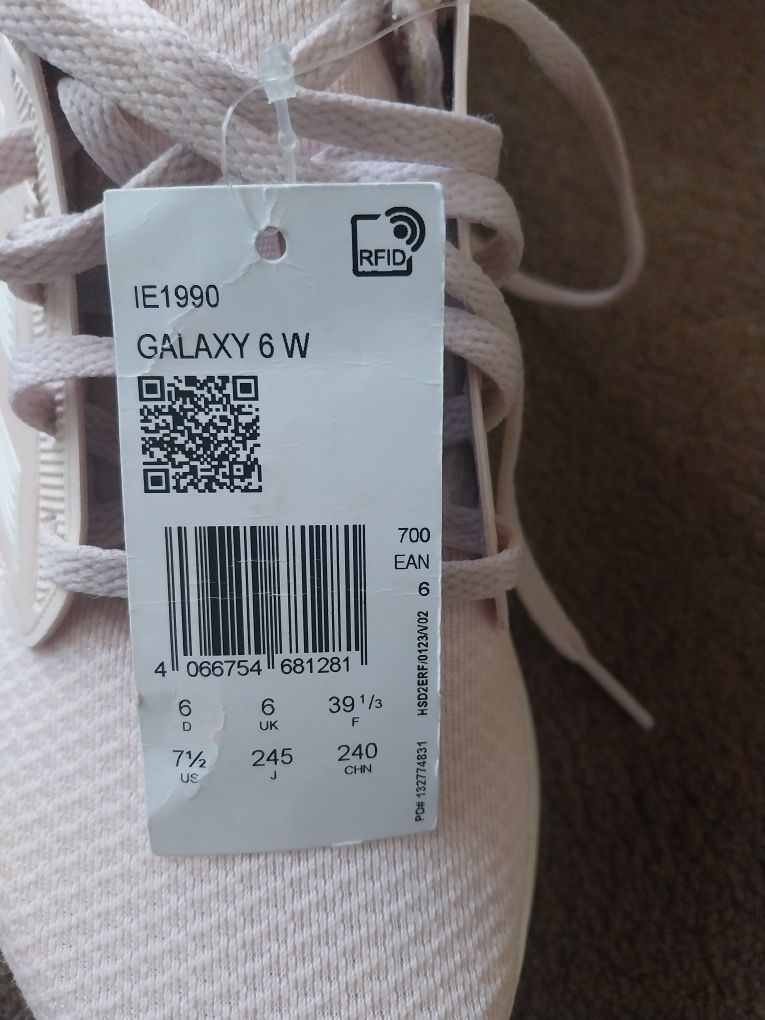 RFID
IE1990
GALAXY 6 W
700
EAN
6
4 066754 681281
6 6 39 1/3
D UK F
7½ 245 240
US J CHN
HSD2ERF/0123/V02
PO# 132774831